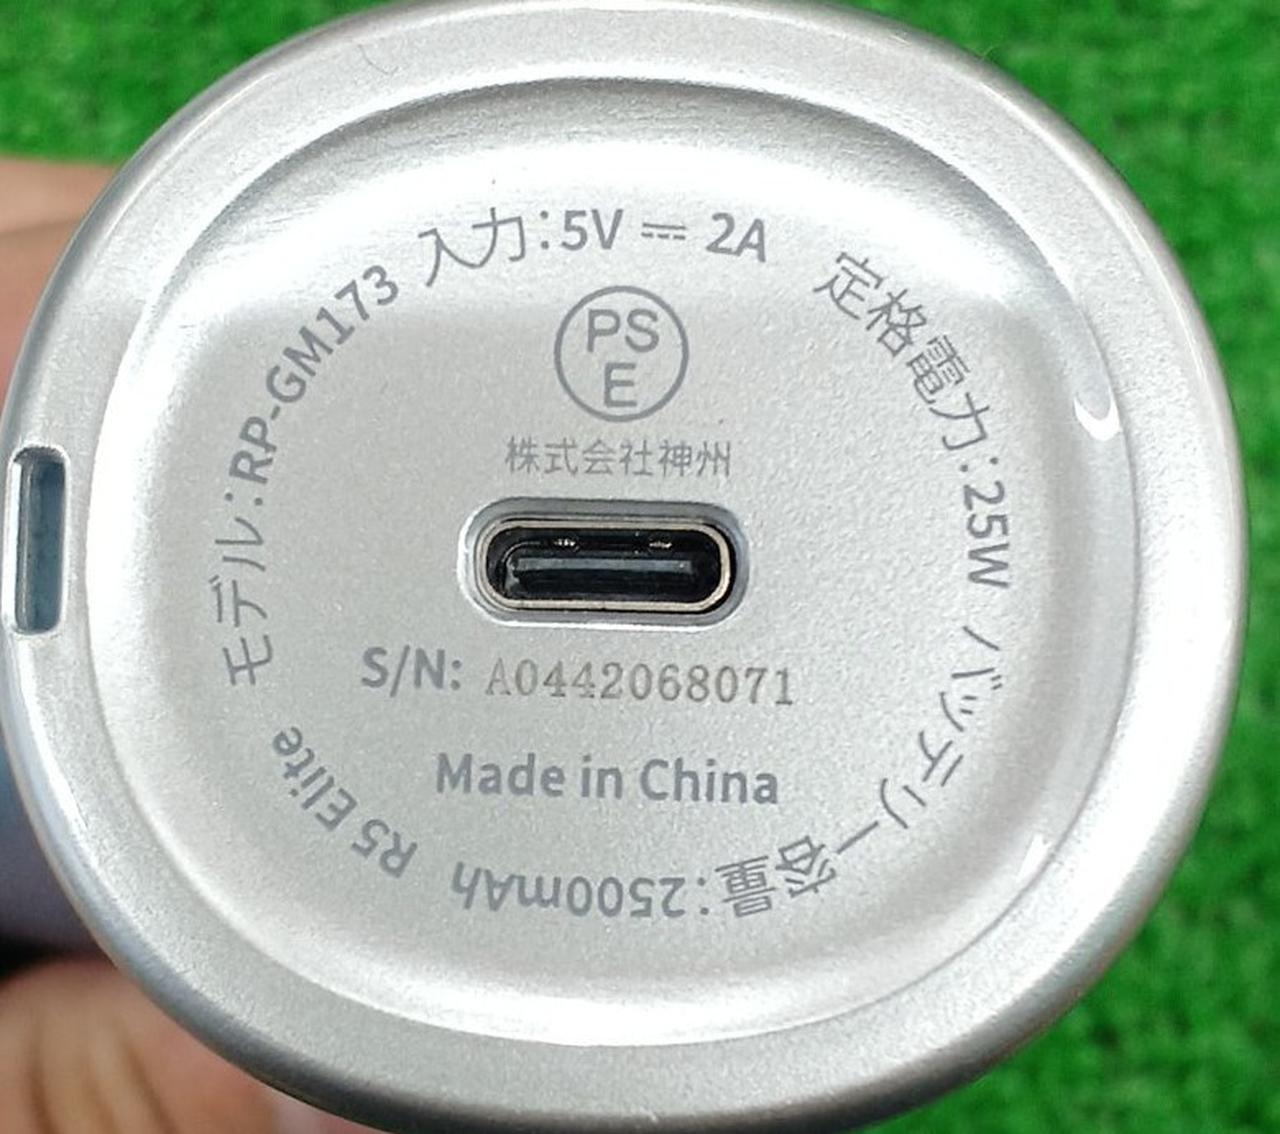 モデル:RP-GM173 入力:5V ⎓ 2A 定格電力:25W バッテリー容量:2500mAh R5 Elite
PS
E
株式会社神州
S/N: A0442068071
Made in China